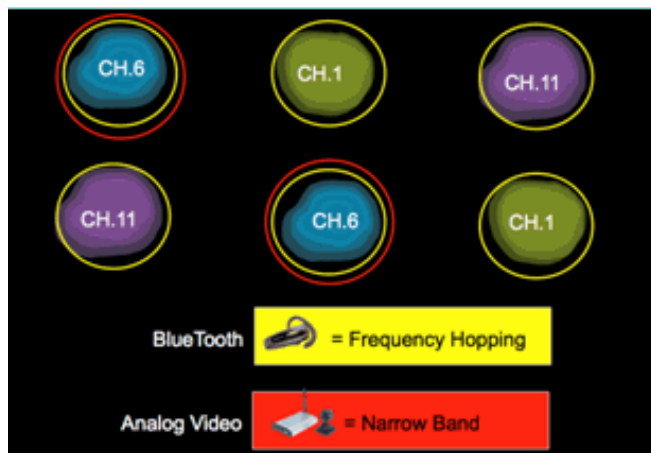 CH.6
CH.1
CH.11
CH.11
CH.6
CH.1
BlueTooth = Frequency Hopping
Analog Video = Narrow Band